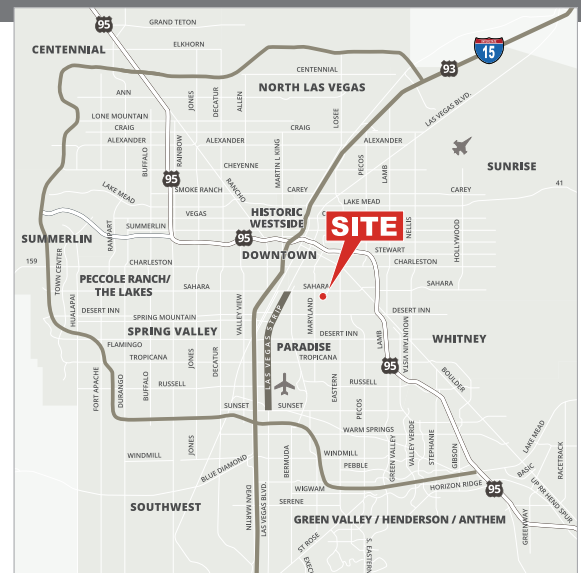 95
GRAND TETON
ELKHORN
CENTENNIAL
INTERSTATE
15
93
CENTENNIAL
NORTH LAS VEGAS
ANN
JONES
DECATUR
ALLEN
LOSEE
LAS VEGAS BLVD.
LONE MOUNTAIN
CRAIG
CRAIG
ALEXANDER
BUFFALO
RAINBOW
ALEXANDER
MARTIN L KING
ALEXANDER
CHEYENNE
PECOS
LAMB
SUNRISE
95
LAKE MEAD
SMOKE RANCH
RANCHO
CAREY
CAREY
41
LAKE MEAD
VEGAS
HISTORIC
WESTSIDE
C
SITE
NELLIS
HOLLYWOOD
SUMMERLIN
RAMPART
SUMMERLIN
95
STEWART
159
TOWN CENTER
CHARLESTON
DOWNTOWN
CHARLESTON
PECCOLE RANCH/
THE LAKES
SAHARA
SAHARA
SAHARA
HUALAPAI
DESERT INN
SPRING MOUNTAIN
VALLEY VIEW
LAS VEGAS STRIP
MARYLAND
DESERT INN
DESERT INN
SPRING VALLEY
FLAMINGO
PARADISE
LAMB
MOUNTAIN VISTA
WHITNEY
TROPICANA
JONES
DECATUR
TROPICANA
95
FORT APACHE
DURANGO
BUFFALO
RUSSELL
EASTERN
RUSSELL
BOULDER
SUNSET
SUNSET
PECOS
WARM SPRINGS
WINDMILL
JONES
BLUE DIAMOND
BERMUDA
WINDMILL
PEBBLE
GREEN VALLEY
VALLEY VERDE
STEPHANIE
GIBSON
LAKE MEAD
BASIC
RACETRACK
DEAN MARTIN
LAS VEGAS BLVD.
WIGWAM
SERENE
HORIZON RIDGE
95
UP RR HEND SPUR
SOUTHWEST
GREEN VALLEY / HENDERSON / ANTHEM
GREENWAY
ST ROSE
EXEC
S. EASTERN